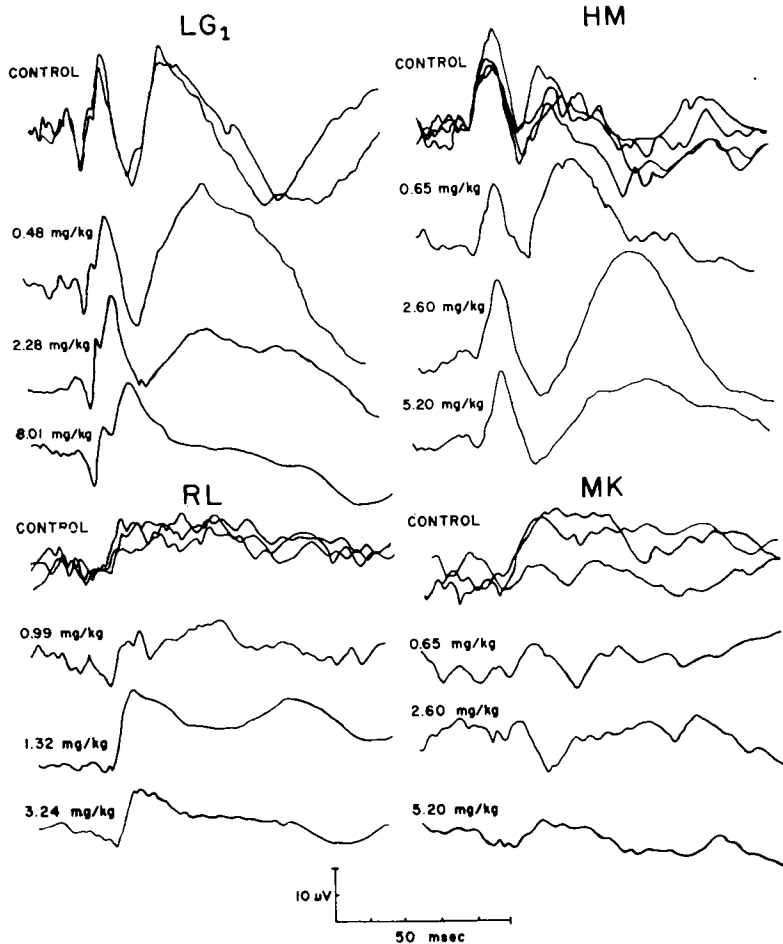 LG₁
CONTROL
0.48 mg/kg
2.28 mg/kg
8.01 mg/kg
HM
CONTROL
0.65 mg/kg
2.60 mg/kg
5.20 mg/kg
RL
CONTROL
0.99 mg/kg
1.32 mg/kg
3.24 mg/kg
MK
CONTROL
0.65 mg/kg
2.60 mg/kg
5.20 mg/kg
10 μV
50 msec